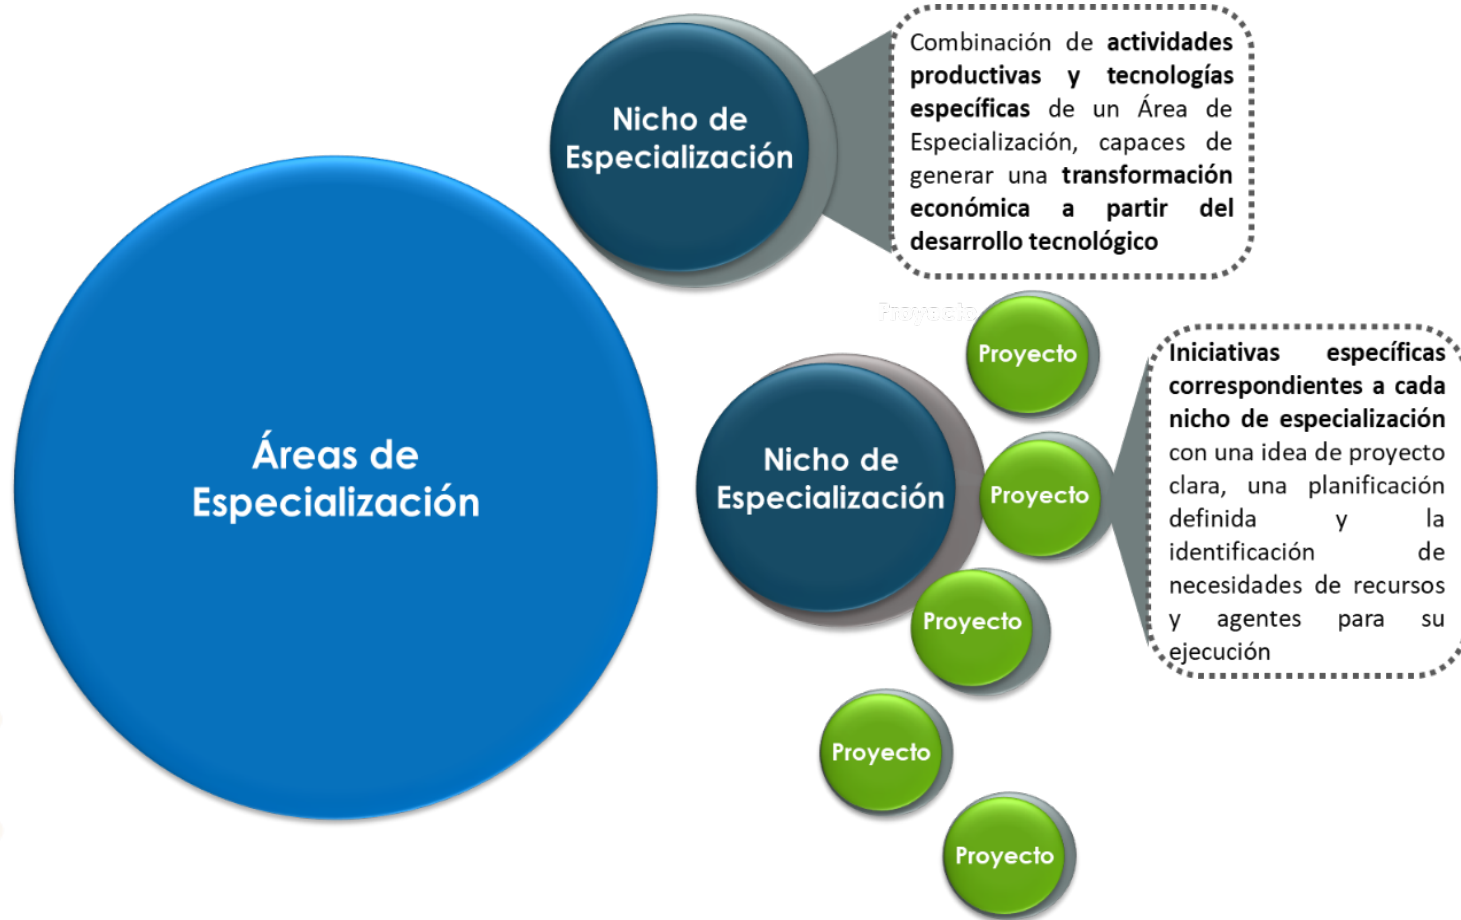 Nicho de
Especialización
Combinación de actividades
productivas y tecnologías
específicas de un Área de
Especialización, capaces de
generar una transformación
económica a partir del
desarrollo tecnológico
Áreas de
Especialización
Proyecto
Proyecto
Nicho de
Especialización
Proyecto
Proyecto
Proyecto
Proyecto
Iniciativas específicas
correspondientes a cada
nicho de especialización
con una idea de proyecto
clara, una planificación
definida y la
identificación de
necesidades de recursos
y agentes para su
ejecución